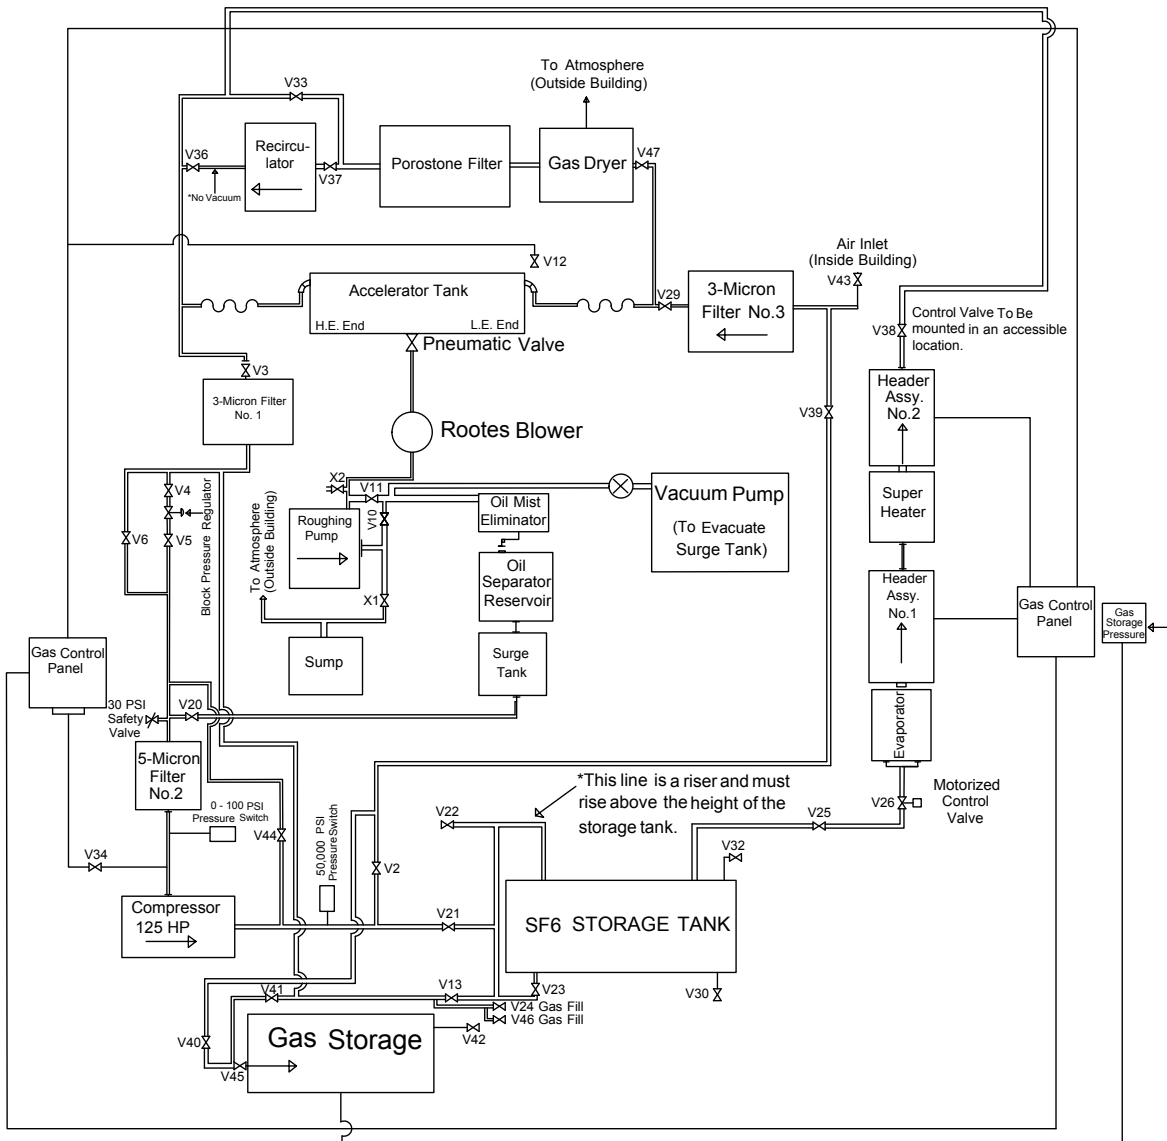 V33
To Atmosphere
(Outside Building)
V36
Recircu-
lator
V37
Porostone Filter
Gas Dryer
V47
*No Vacuum
V12
Air Inlet
(Inside Building)
V43
Accelerator Tank
H.E. End
L.E. End
V29
3-Micron
Filter No.3
Control Valve To Be
mounted in an accessible
location.
V38
Pneumatic Valve
V3
3-Micron Filter
No. 1
Header
Assy.
No.2
V39
Rootes Blower
V4
Block Pressure Regulator
V6
V5
X2
V11
V10
Oil Mist
Eliminator
Vacuum Pump
(To Evacuate
Surge Tank)
Super
Heater
Roughing
Pump
To Atmosphere
(Outside Building)
Oil
Separator
Reservoir
X1
Header
Assy.
No.1
Gas Control
Panel
Gas
Storage
Pressure
Gas Control
Panel
Sump
Surge
Tank
30 PSI
Safety
Valve
V20
Evaporator
5-Micron
Filter
No.2
*This line is a riser and must
rise above the height of the
storage tank.
0 - 100 PSI
Pressure Switch
V44
50,000 PSI
Pressure Switch
V22
V25
V26
Motorized
Control
Valve
V34
V2
V32
Compressor
125 HP
V21
SF6 STORAGE TANK
V41
V13
V23
V30
V24 Gas Fill
V46 Gas Fill
V40
Gas Storage
V42
V45